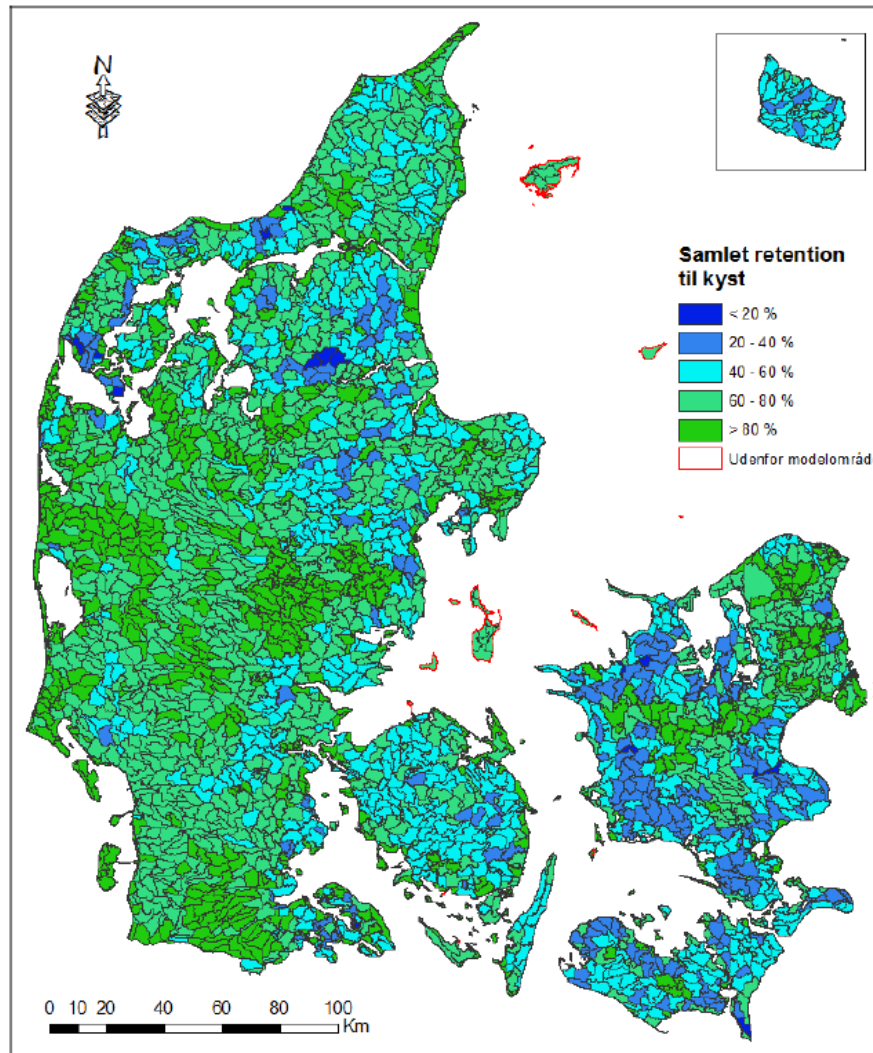 N
Samlet retention
til kyst
< 20 %
20 - 40 %
40 - 60 %
60 - 80 %
> 80 %
Udenfor modelområd
0 10 20 40 60 80 100
Km